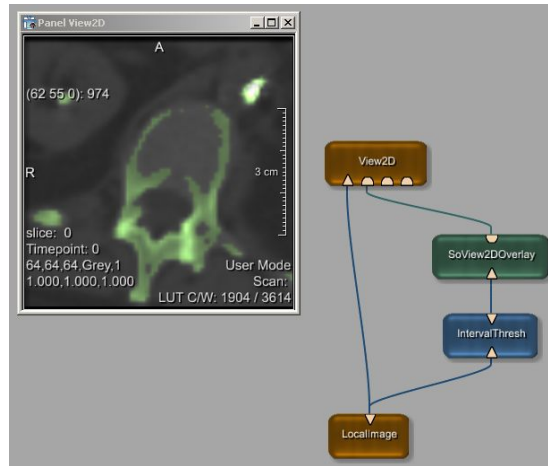 Panel View2D
A
(62 55 0): 974
R
3 cm
slice: 0
Timepoint: 0
64,64,64,Grey,1
1.000,1.000,1.000
User Mode
Scan:
LUT C/W: 1904 / 3614
View2D
SoView2DOverlay
IntervalThresh
LocalImage